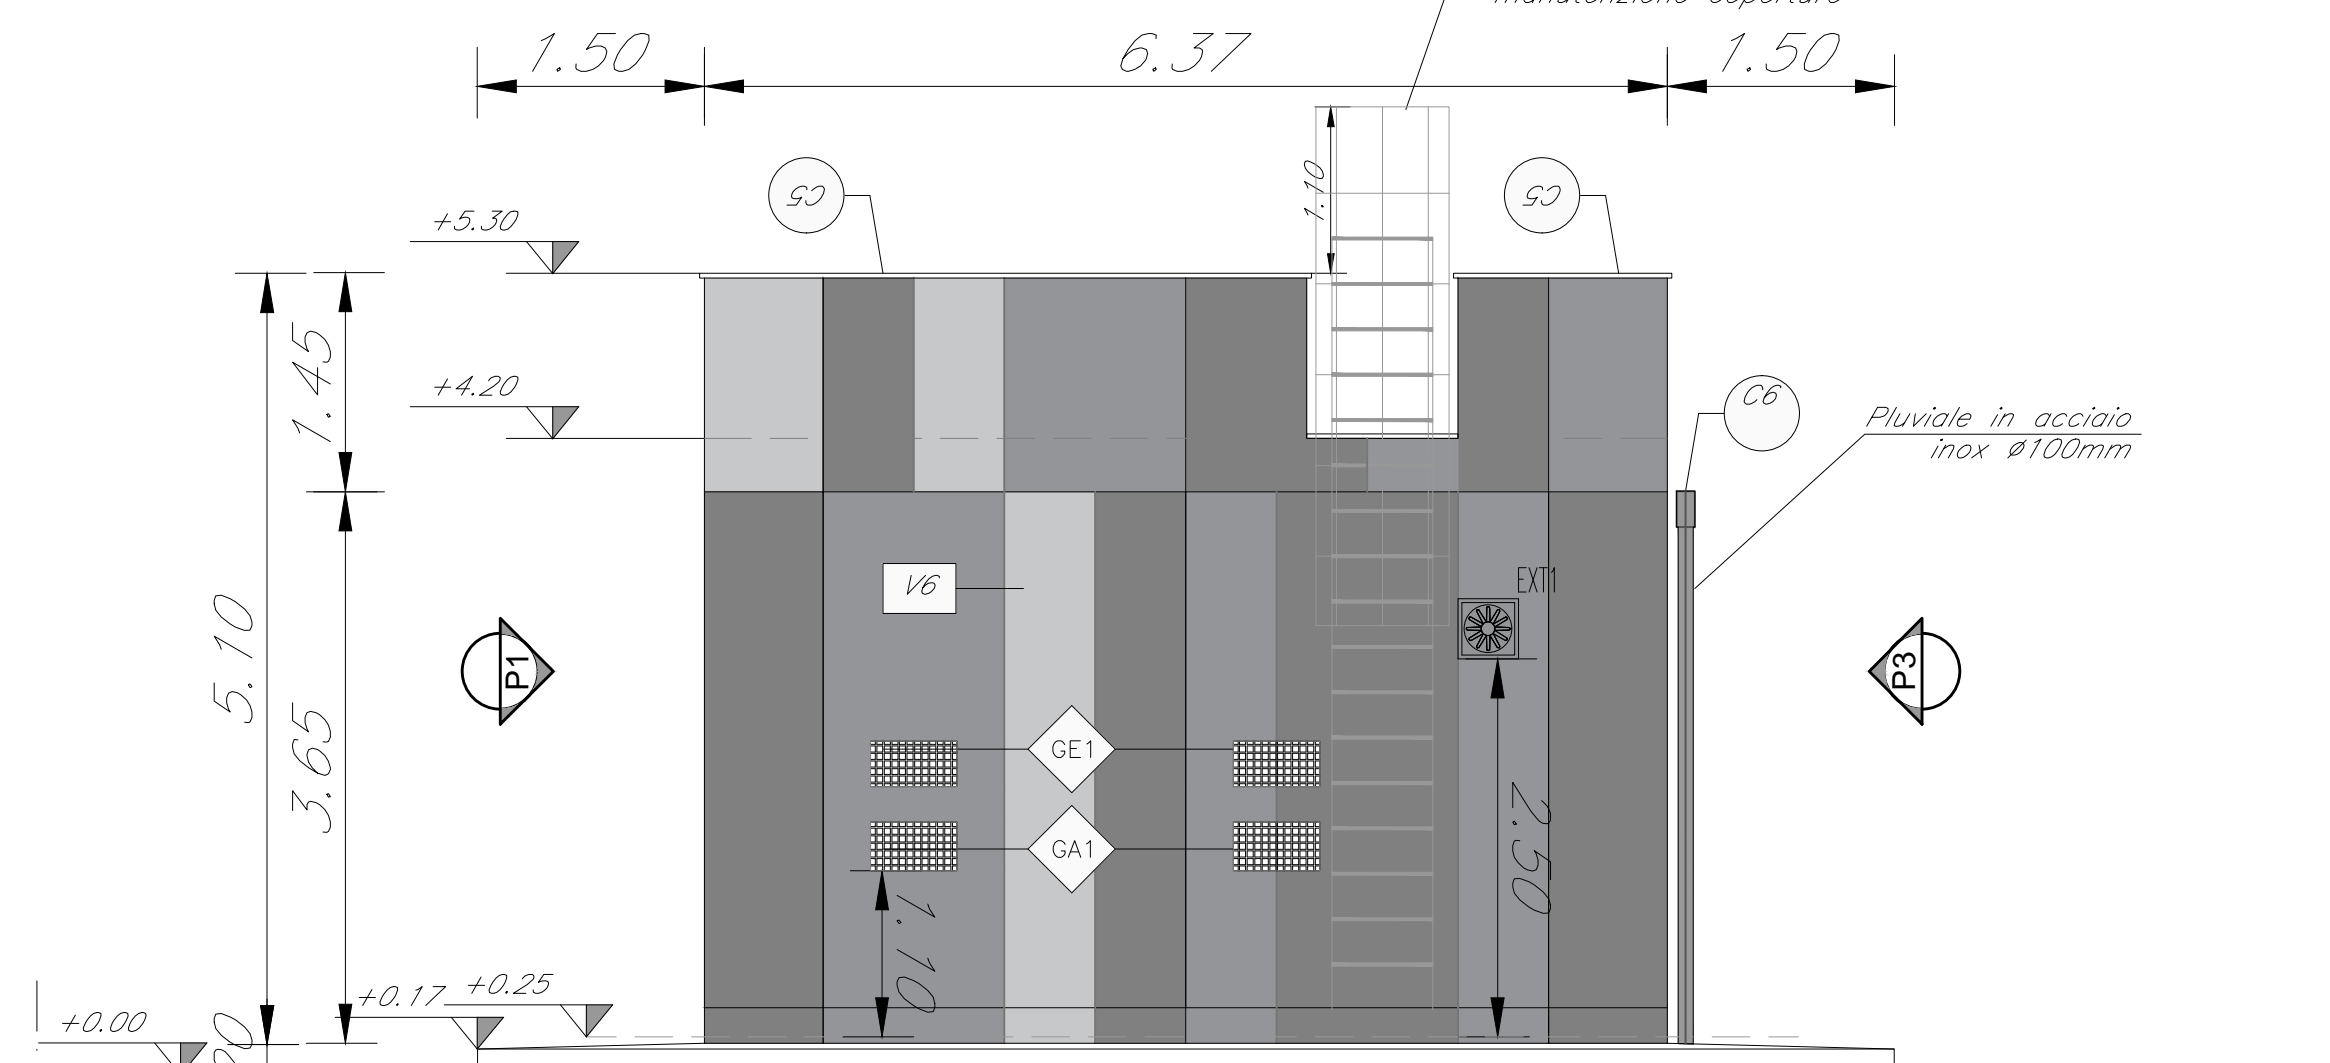 1.50
6.37
1.50
C5
C5
1.10
+5.30
+4.20
1.45
C6
Pluviale in acciaio
inox ø100mm
V6
EXT1
5.10
3.65
P1
P3
GE1
GA1
2.50
1.10
+0.17
+0.25
+0.00